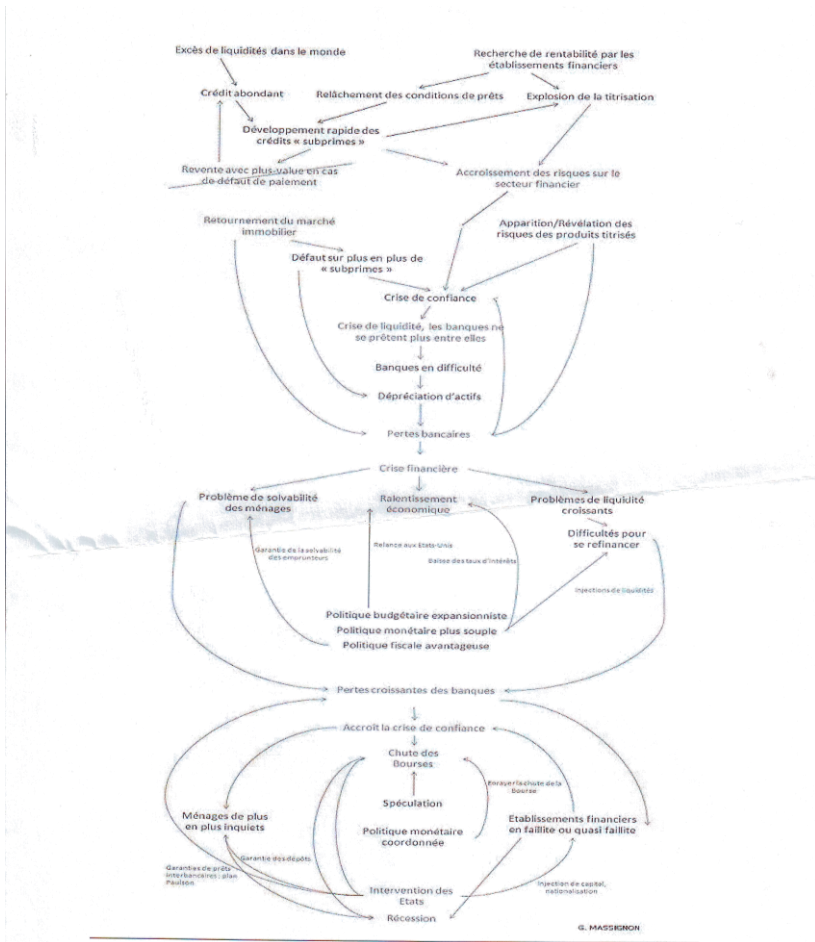 Excès de liquidités dans le monde
Recherche de rentabilité par les
établissements financiers
Crédit abondant
Relâchement des conditions de prêts
Explosion de la titrisation
Développement rapide des
crédits « subprimes »
Revente avec plus-value en cas
de défaut de paiement
Accroissement des risques sur le
secteur financier
Retournement du marché
immobilier
Apparition/Révélation des
risques des produits titrisés
Défaut sur plus en plus de
« subprimes »
Crise de confiance
Crise de liquidité, les banques ne
se prêtent plus entre elles
Banques en difficulté
Dépréciation d'actifs
Pertes bancaires
Crise financière
Problème de solvabilité
des ménages
Ralentissement
économique
Problèmes de liquidité
croissants
Difficultés pour
se refinancer
Garantie de la solvabilité
des emprunteurs
Relance aux Etats-Unis
Baisse des taux d'intérêts
Injections de liquidités
Politique budgétaire expansionniste
Politique monétaire plus souple
Politique fiscale avantageuse
Pertes croissantes des banques
Accroît la crise de confiance
Chute des
Bourses
Enrayer la chute de la
Bourse
Spéculation
Ménages de plus
en plus inquiets
Politique monétaire
coordonnée
Etablissements financiers
en faillite ou quasi faillite
Garantie des dépôts
Garanties de prêts
interbancaires : plan
Paulson
Intervention des
Etats
Injection de capital,
nationalisation
Récession
G. MASSIGNON